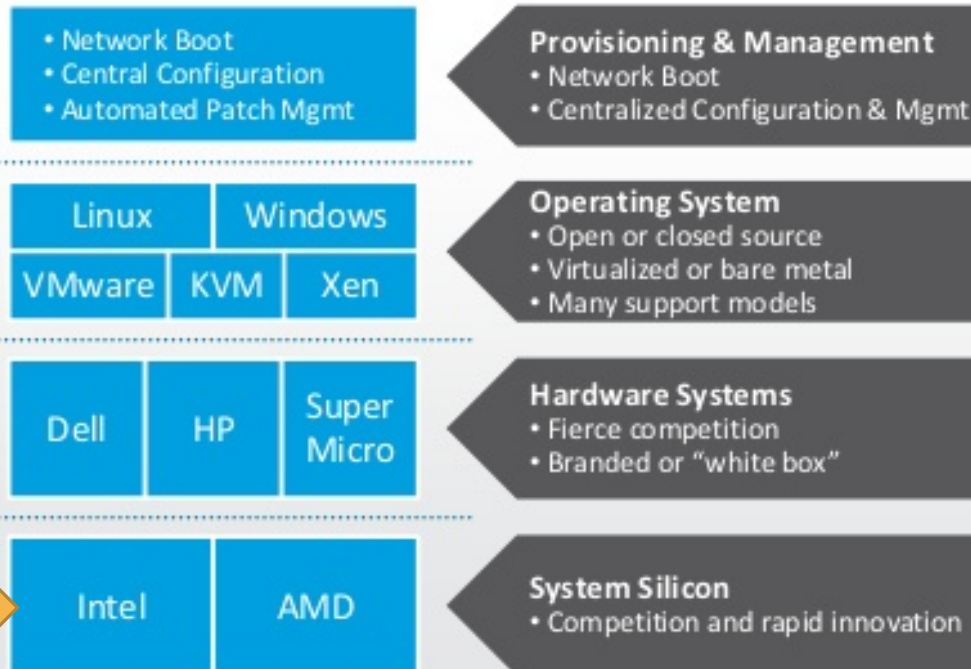 • Network Boot
• Central Configuration
• Automated Patch Mgmt
Provisioning & Management
• Network Boot
• Centralized Configuration & Mgmt
Linux
Windows
VMware
KVM
Xen
Operating System
• Open or closed source
• Virtualized or bare metal
• Many support models
Dell
HP
Super
Micro
Hardware Systems
• Fierce competition
• Branded or “white box”
Intel
AMD
System Silicon
• Competition and rapid innovation